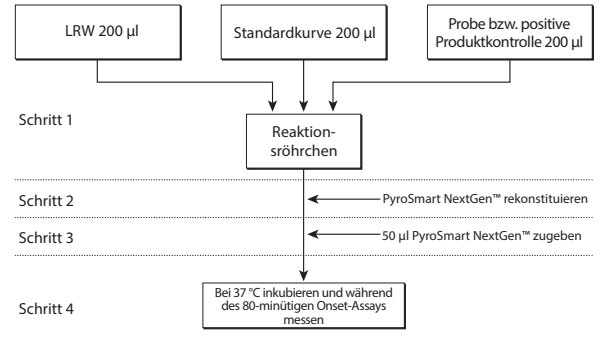 LRW 200 µl
Standardkurve 200 µl
Probe bzw. positive
Produktkontrolle 200 µl
Schritt 1
Reaktion-
sröhrchen
Schritt 2
PyroSmart NextGen™ rekonstituieren
Schritt 3
50 µl PyroSmart NextGen™ zugeben
Schritt 4
Bei 37 °C inkubieren und während
des 80-minütigen Onset-Assays
messen